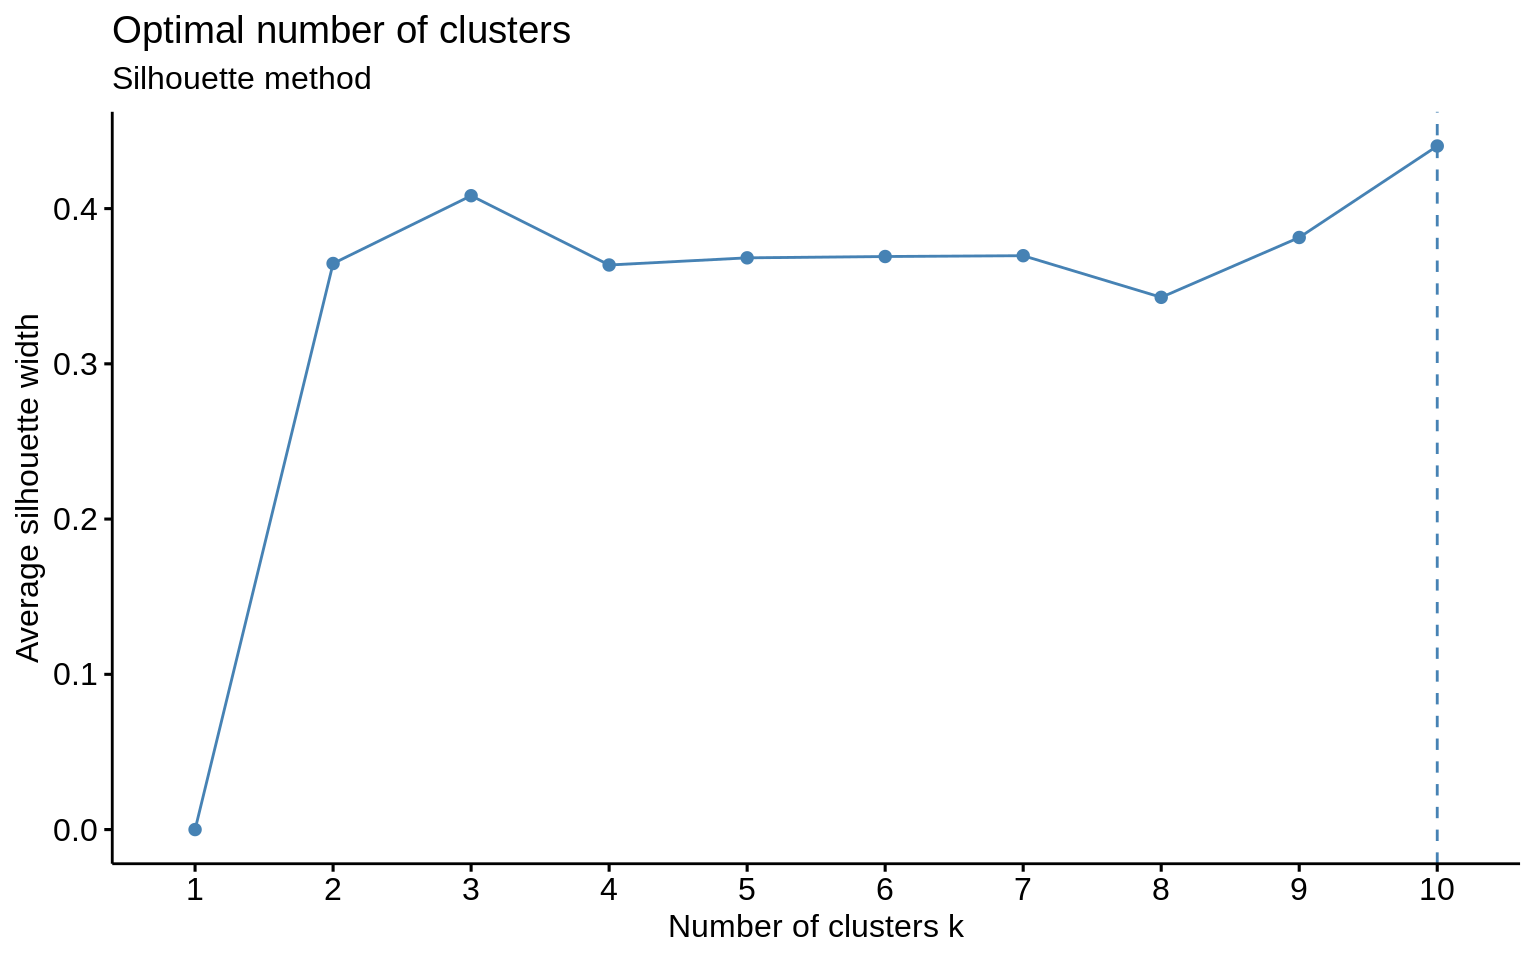 Optimal number of clusters
Silhouette method
Average silhouette width
0.4
0.3
0.2
0.1
0.0
1 2 3 4 5 6 7 8 9 10
Number of clusters k